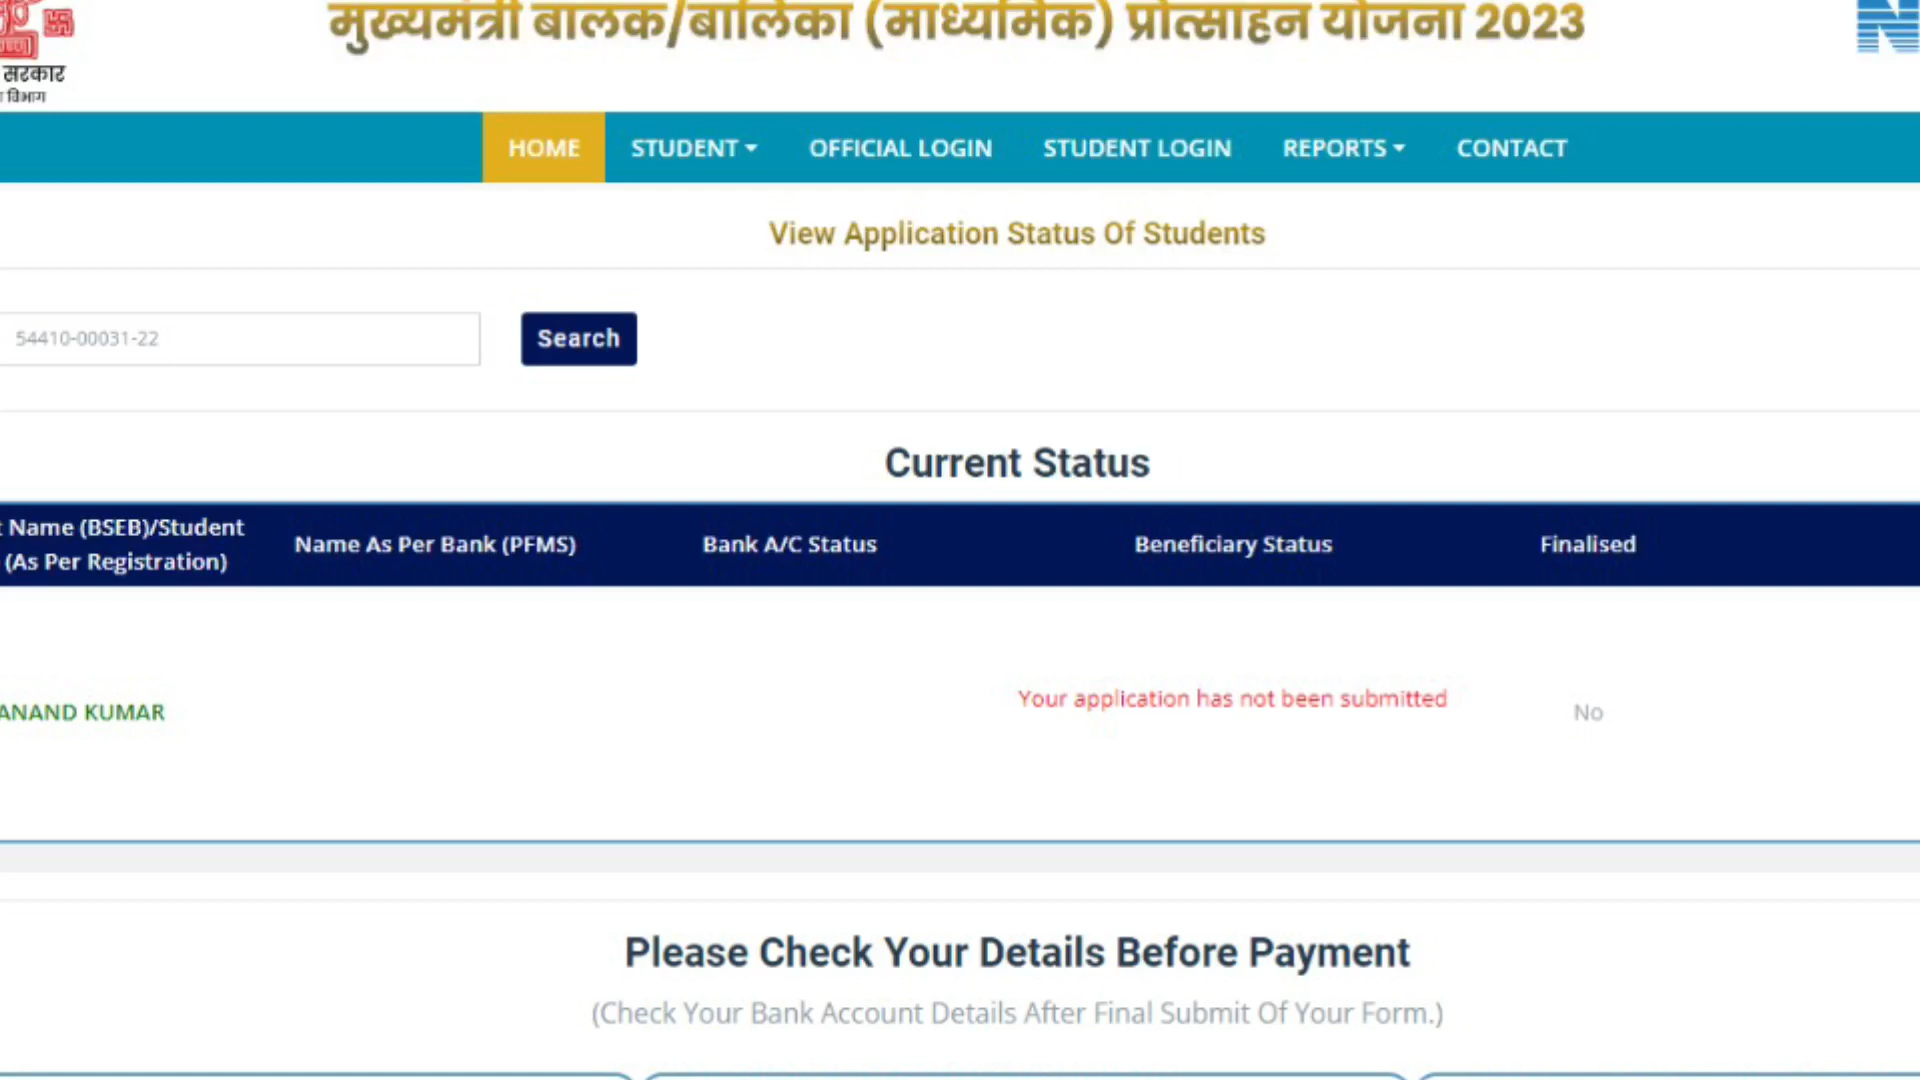 मुख्यमंत्री बालक/बालिका (माध्यमिक) प्रोत्साहन योजना 2023
सरकार
विभाग
HOME STUDENT OFFICIAL LOGIN STUDENT LOGIN REPORTS CONTACT
View Application Status Of Students
54410-00031-22 Search
Current Status
Name (BSEB)/Student
(As Per Registration) Name As Per Bank (PFMS) Bank A/C Status Beneficiary Status Finalised
ANAND KUMAR Your application has not been submitted No
Please Check Your Details Before Payment
(Check Your Bank Account Details After Final Submit Of Your Form.)